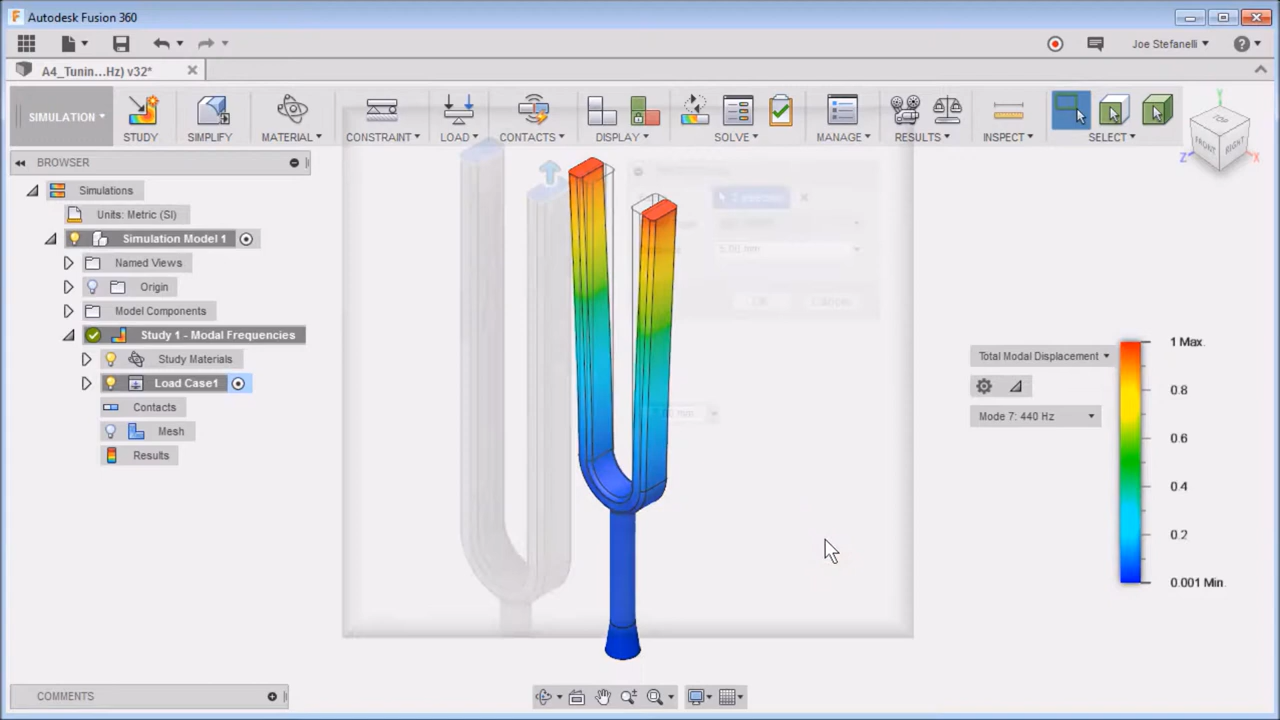 Autodesk Fusion 360
Joe Stefanelli
A4_Tunin...Hz) v32*
SIMULATION
STUDY
SIMPLIFY
MATERIAL
CONSTRAINT
LOAD
CONTACTS
DISPLAY
SOLVE
MANAGE
RESULTS
INSPECT
SELECT
TOP
FRONT
RIGHT
Y
Z
X
BROWSER
Simulations
Units: Metric (SI)
Simulation Model 1
Named Views
Origin
Model Components
Study 1 - Modal Frequencies
Study Materials
Load Case1
Contacts
Mesh
Results
Total Modal Displacement
Mode 7: 440 Hz
1 Max.
0.8
0.6
0.4
0.2
0.001 Min.
COMMENTS